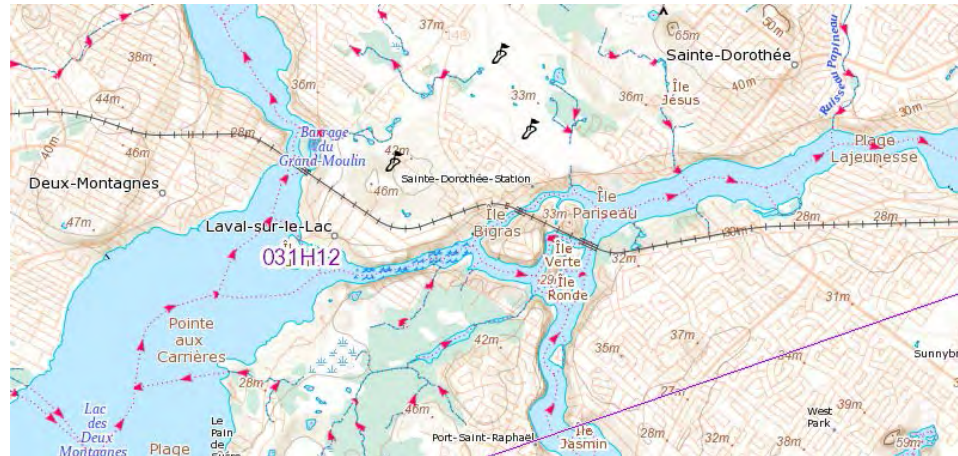 37m
148
65m
50m
38m
Sainte-Dorothée
40m
44m
33m
36m
Île
Jésus
Ruisseau Papineau
30m
28m
Barrage
du
Grand-Moulin
42m
40m
46m
Plage
Lajeunesse
Deux-Montagnes
46m
Sainte-Dorothée-Station
Île
Pariseau
47m
Laval-sur-le-Lac
Île
Bigras
33m
28m
28m
30m
031H12
Île
Verte
32m
29m
Île
Ronde
31m
Pointe
aux
Carrières
42m
35m
37m
34m
Sunnybr
28m
27m
Lac
des
Deux
Montagnes
Le
Pain
de
Sucre
46m
West
Park
39m
Plage
Port-Saint-Raphaël
Île
Jasmin
28m
32m
38m
59m